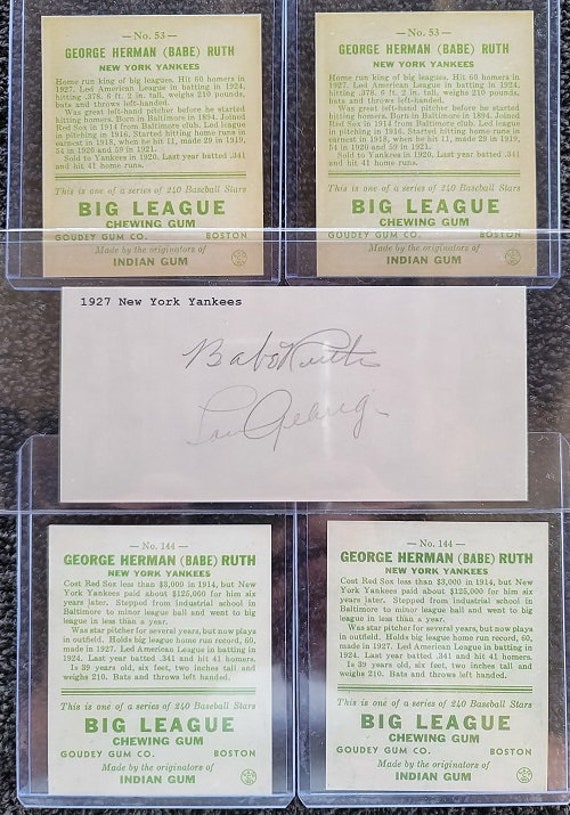 — No. 53 —
GEORGE HERMAN (BABE) RUTH
NEW YORK YANKEES
Home run king of big leagues. Hit 60 homers in
1927. Led American League in batting in 1924,
hitting .378. 6 ft. 2 in. tall, weighs 210 pounds,
bats and throws left-handed.
Was great left-hand pitcher before he started
hitting homers. Born in Baltimore in 1894. Joined
Red Sox in 1914 from Baltimore club. Led league
in pitching in 1916. Started hitting home runs in
earnest in 1918, when he hit 11, made 29 in 1919,
54 in 1920 and 59 in 1921.
Sold to Yankees in 1920. Last year batted .341
and hit 41 home runs.
This is one of a series of 240 Baseball Stars
BIG LEAGUE
CHEWING GUM
GOUDEY GUM CO. BOSTON
Made by the originators of
INDIAN GUM
— No. 53 —
GEORGE HERMAN (BABE) RUTH
NEW YORK YANKEES
Home run king of big leagues. Hit 60 homers in
1927. Led American League in batting in 1924,
hitting .378. 6 ft. 2 in. tall, weighs 210 pounds,
bats and throws left-handed.
Was great left-hand pitcher before he started
hitting homers. Born in Baltimore in 1894. Joined
Red Sox in 1914 from Baltimore club. Led league
in pitching in 1916. Started hitting home runs in
earnest in 1918, when he hit 11, made 29 in 1919,
54 in 1920 and 59 in 1921.
Sold to Yankees in 1920. Last year batted .341
and hit 41 home runs.
This is one of a series of 240 Baseball Stars
BIG LEAGUE
CHEWING GUM
GOUDEY GUM CO. BOSTON
Made by the originators of
INDIAN GUM
1927 New York Yankees
Babe Ruth
Lou Gehrig
— No. 144 —
GEORGE HERMAN (BABE) RUTH
NEW YORK YANKEES
Cost Red Sox less than $3,000 in 1914, but New
York Yankees paid about $125,000 for him six
years later. Stepped from industrial school in
Baltimore to minor league ball and went to big
league in less than a year.
Was star pitcher for several years, but now plays
in outfield. Holds big league home run record, 60,
made in 1927. Led American League in batting in
1924. Last year batted .341 and hit 41 homers.
Is 39 years old, six feet, two inches tall and
weighs 210. Bats and throws left handed.
This is one of a series of 240 Baseball Stars
BIG LEAGUE
CHEWING GUM
GOUDEY GUM CO. BOSTON
Made by the originators of
INDIAN GUM
— No. 144 —
GEORGE HERMAN (BABE) RUTH
NEW YORK YANKEES
Cost Red Sox less than $3,000 in 1914, but New
York Yankees paid about $125,000 for him six
years later. Stepped from industrial school in
Baltimore to minor league ball and went to big
league in less than a year.
Was star pitcher for several years, but now plays
in outfield. Holds big league home run record, 60,
made in 1927. Led American League in batting in
1924. Last year batted .341 and hit 41 homers.
Is 39 years old, six feet, two inches tall and
weighs 210. Bats and throws left handed.
This is one of a series of 240 Baseball Stars
BIG LEAGUE
CHEWING GUM
GOUDEY GUM CO. BOSTON
Made by the originators of
INDIAN GUM